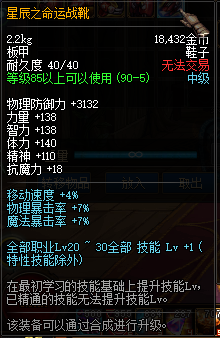 星辰之命运战靴
2.2kg 18,432金币
板甲 鞋子
耐久度 40/40 无法交易
等级85以上可以使用 (90-5) 中级
物理防御力 +3132
力量 +138
智力 +138
体力 +140
精神 +110
抗魔力 +18
移动速度 +4%
物理暴击率 +7%
魔法暴击率 +7%
全部职业Lv20 ~ 30全部 技能 Lv +1 (
特性技能除外)
在最初学习的技能基础上提升技能Lv,
已精通的技能无法提升技能Lv。
该装备可以通过合成进行升级。